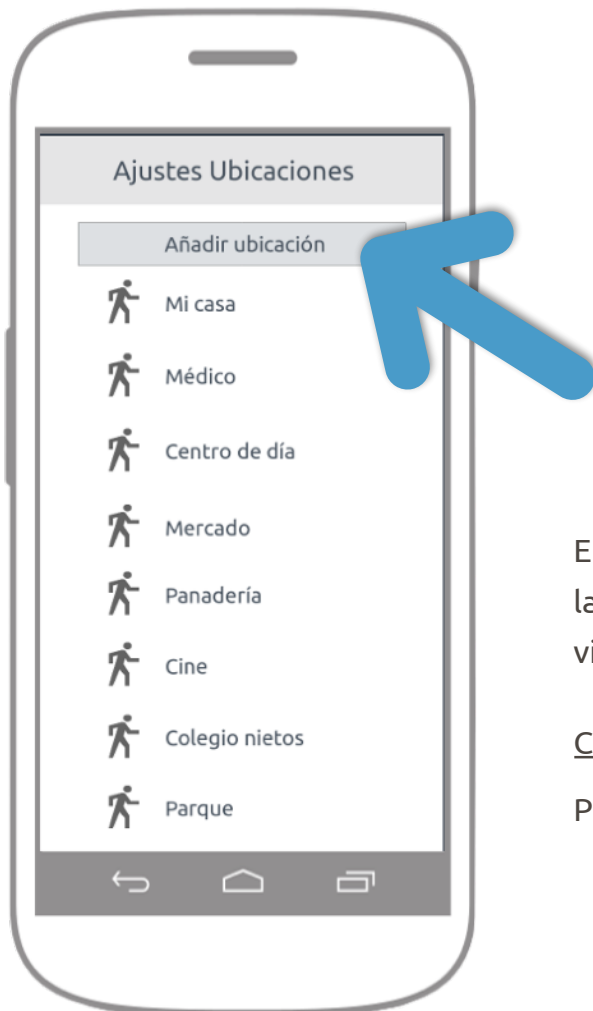 Ajustes Ubicaciones
Añadir ubicación
Mi casa
Médico
Centro de día
Mercado
Panadería
Cine
Colegio nietos
Parque